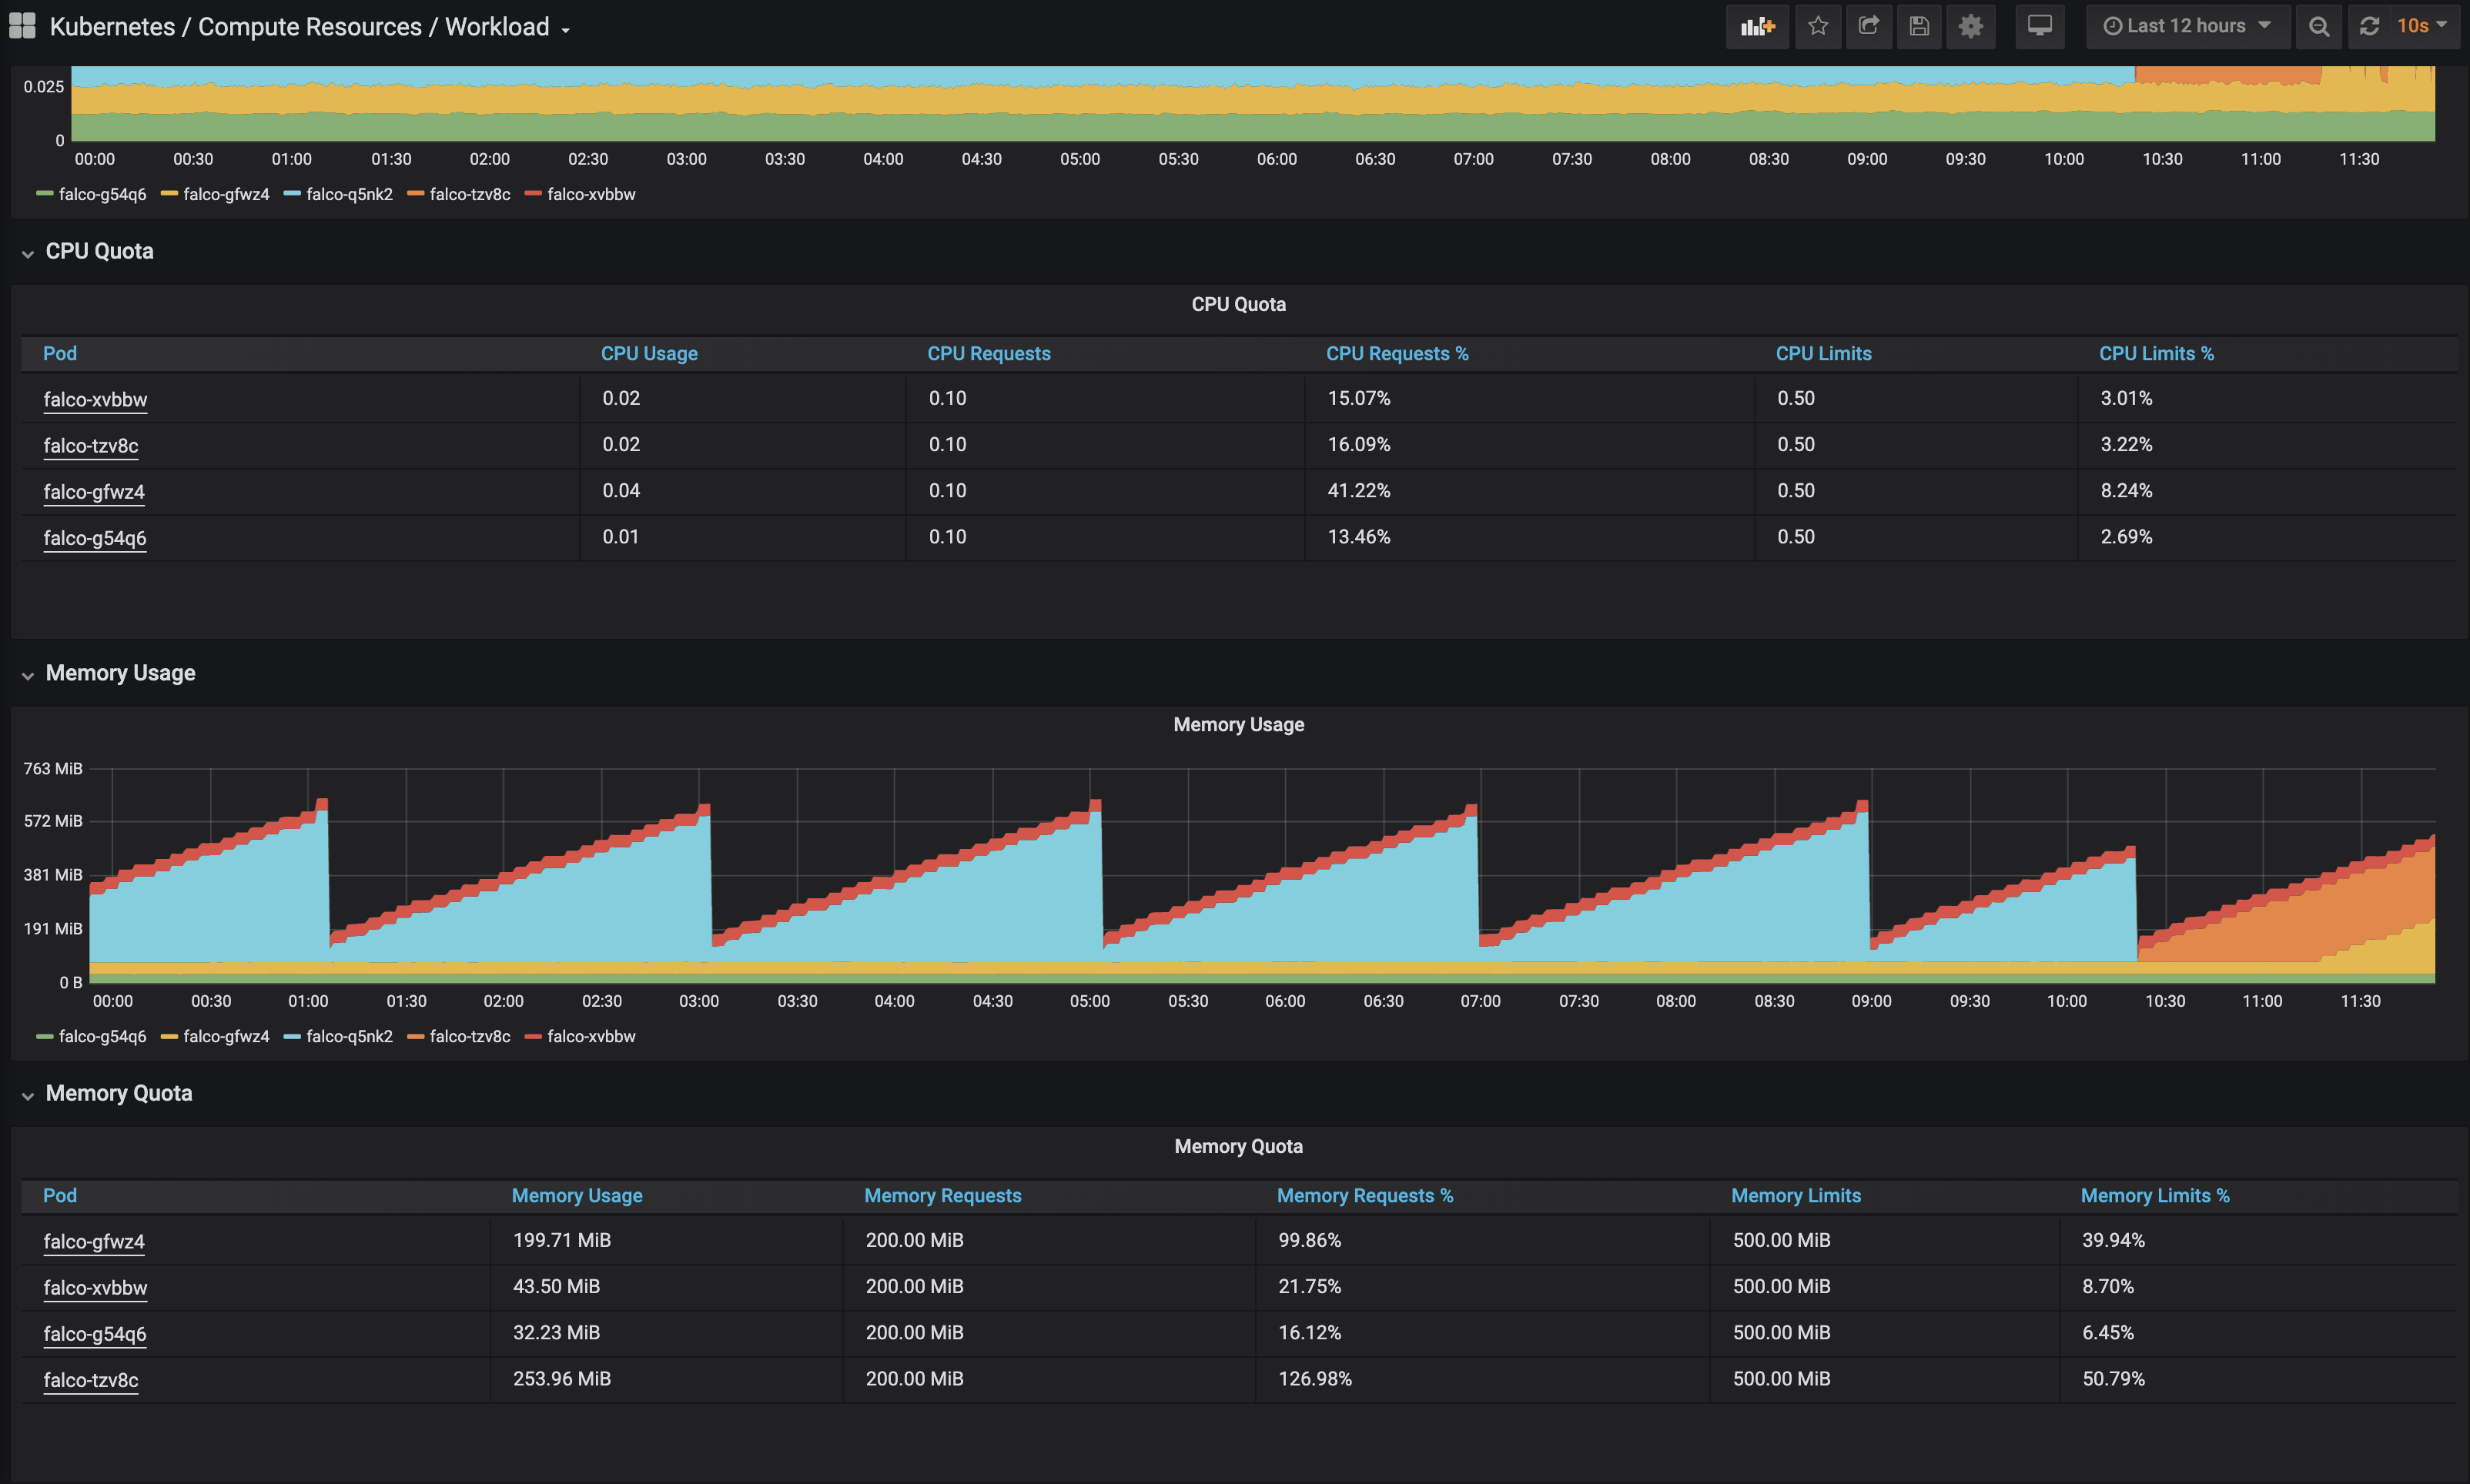 Kubernetes / Compute Resources / Workload
Last 12 hours
10s
0.025
0
00:00 00:30 01:00 01:30 02:00 02:30 03:00 03:30 04:00 04:30 05:00 05:30 06:00 06:30 07:00 07:30 08:00 08:30 09:00 09:30 10:00 10:30 11:00 11:30
falco-g54q6 falco-gfwz4 falco-q5nk2 falco-tzv8c falco-xvbbw
CPU Quota
CPU Quota
Pod CPU Usage CPU Requests CPU Requests % CPU Limits CPU Limits %
falco-xvbbw 0.02 0.10 15.07% 0.50 3.01%
falco-tzv8c 0.02 0.10 16.09% 0.50 3.22%
falco-gfwz4 0.04 0.10 41.22% 0.50 8.24%
falco-g54q6 0.01 0.10 13.46% 0.50 2.69%
Memory Usage
Memory Usage
763 MiB
572 MiB
381 MiB
191 MiB
0 B
00:00 00:30 01:00 01:30 02:00 02:30 03:00 03:30 04:00 04:30 05:00 05:30 06:00 06:30 07:00 07:30 08:00 08:30 09:00 09:30 10:00 10:30 11:00 11:30
falco-g54q6 falco-gfwz4 falco-q5nk2 falco-tzv8c falco-xvbbw
Memory Quota
Memory Quota
Pod Memory Usage Memory Requests Memory Requests % Memory Limits Memory Limits %
falco-gfwz4 199.71 MiB 200.00 MiB 99.86% 500.00 MiB 39.94%
falco-xvbbw 43.50 MiB 200.00 MiB 21.75% 500.00 MiB 8.70%
falco-g54q6 32.23 MiB 200.00 MiB 16.12% 500.00 MiB 6.45%
falco-tzv8c 253.96 MiB 200.00 MiB 126.98% 500.00 MiB 50.79%